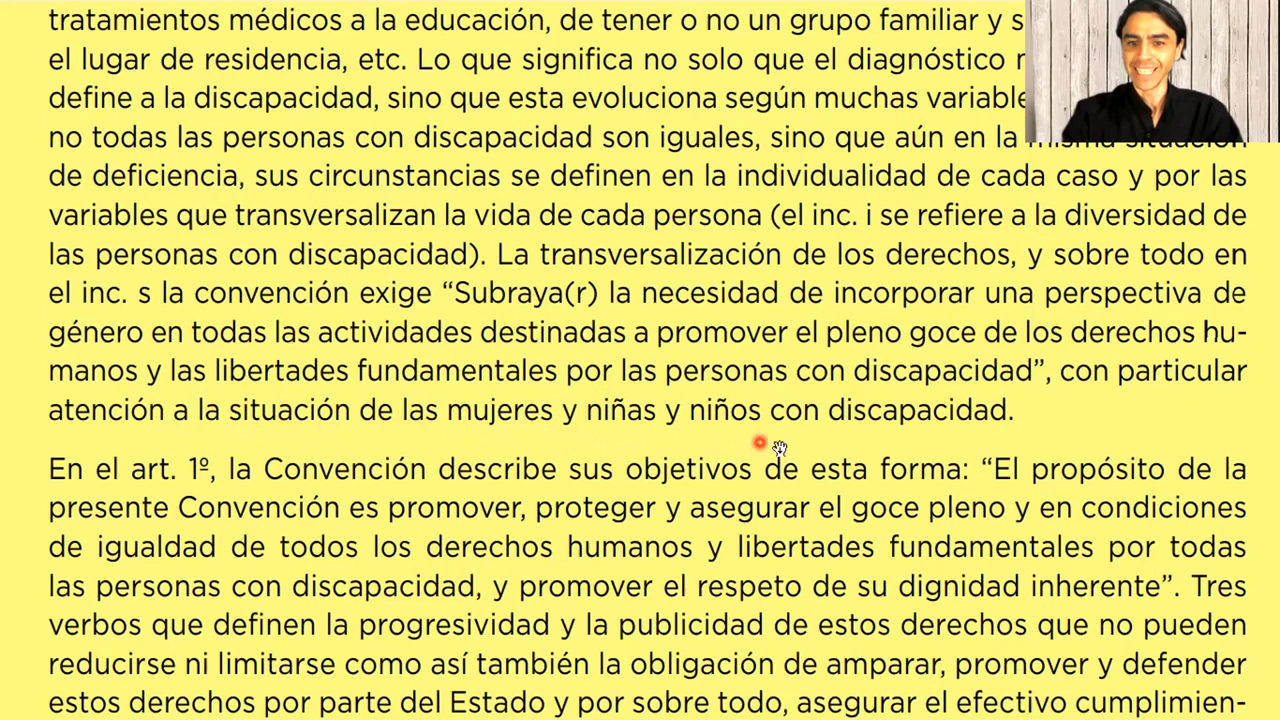 tratamientos médicos a la educación, de tener o no un grupo familiar y s
el lugar de residencia, etc. Lo que significa no solo que el diagnóstico
define a la discapacidad, sino que esta evoluciona según muchas variable
no todas las personas con discapacidad son iguales, sino que aún en la misma situación
de deficiencia, sus circunstancias se definen en la individualidad de cada caso y por las
variables que transversalizan la vida de cada persona (el inc. i se refiere a la diversidad de
las personas con discapacidad). La transversalización de los derechos, y sobre todo en
el inc. s la convención exige “Subraya(r) la necesidad de incorporar una perspectiva de
género en todas las actividades destinadas a promover el pleno goce de los derechos hu-
manos y las libertades fundamentales por las personas con discapacidad”, con particular
atención a la situación de las mujeres y niñas y niños con discapacidad.
En el art. 1º, la Convención describe sus objetivos de esta forma: “El propósito de la
presente Convención es promover, proteger y asegurar el goce pleno y en condiciones
de igualdad de todos los derechos humanos y libertades fundamentales por todas
las personas con discapacidad, y promover el respeto de su dignidad inherente”. Tres
verbos que definen la progresividad y la publicidad de estos derechos que no pueden
reducirse ni limitarse como así también la obligación de amparar, promover y defender
estos derechos por parte del Estado y por sobre todo, asegurar el efectivo cumplimien-